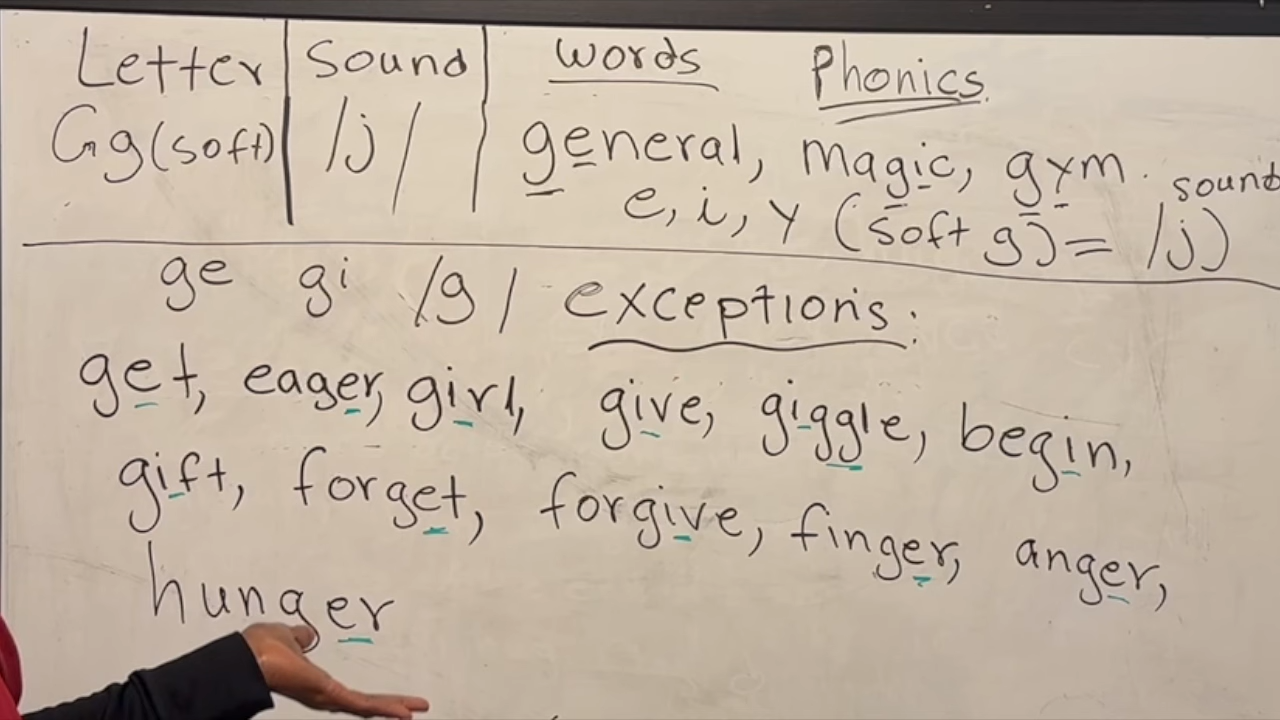 Letter Sound words Phonics
Gg (soft) /j/ general, magic, gym.
e, i, y (soft g) = /j) sound
ge gi /g/ exceptions:
get, eager, girl, give, giggle, begin,
gift, forget, forgive, finger, anger,
hunger